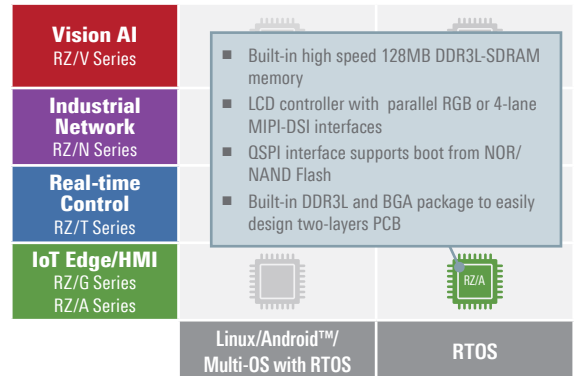 Vision AI
RZ/V Series
■ Built-in high speed 128MB DDR3L-SDRAM
memory
■ LCD controller with parallel RGB or 4-lane
MIPI-DSI interfaces
■ QSPI interface supports boot from NOR/
NAND Flash
■ Built-in DDR3L and BGA package to easily
design two-layers PCB
Industrial
Network
RZ/N Series
Real-time
Control
RZ/T Series
IoT Edge/HMI
RZ/G Series
RZ/A Series
RZ/A
Linux/Android™/
Multi-OS with RTOS
RTOS